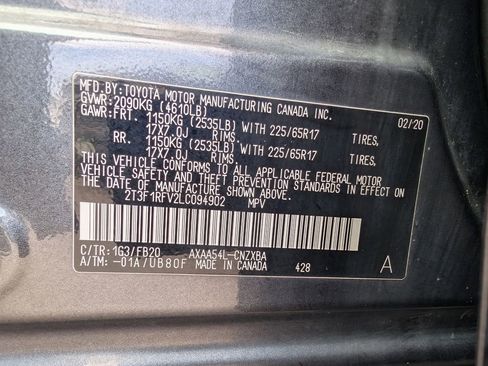 MFD.BY:TOYOTA MOTOR MANUFACTURING CANADA INC.
GVWR:2090KG (4610LB) 02/20
GAWR:FRT. 1150KG (2535LB) WITH 225/65R17 TIRES.
17X7.0J RIMS.
RR. 1150KG (2535LB) WITH 225/65R17 TIRES.
17X7.0J RIMS.
THIS VEHICLE CONFORMS TO ALL APPLICABLE FEDERAL MOTOR
VEHICLE SAFETY AND THEFT PREVENTION STANDARDS IN
EFFECT ON THE DATE OF MANUFACTURE SHOWN ABOVE.
2T3F1RFV2LC094902 MPV
C/TR:1G3/FB20 AXAA54L-CNZXBA
A/TM:-01A/UB80F MADE IN CANADA 428 A